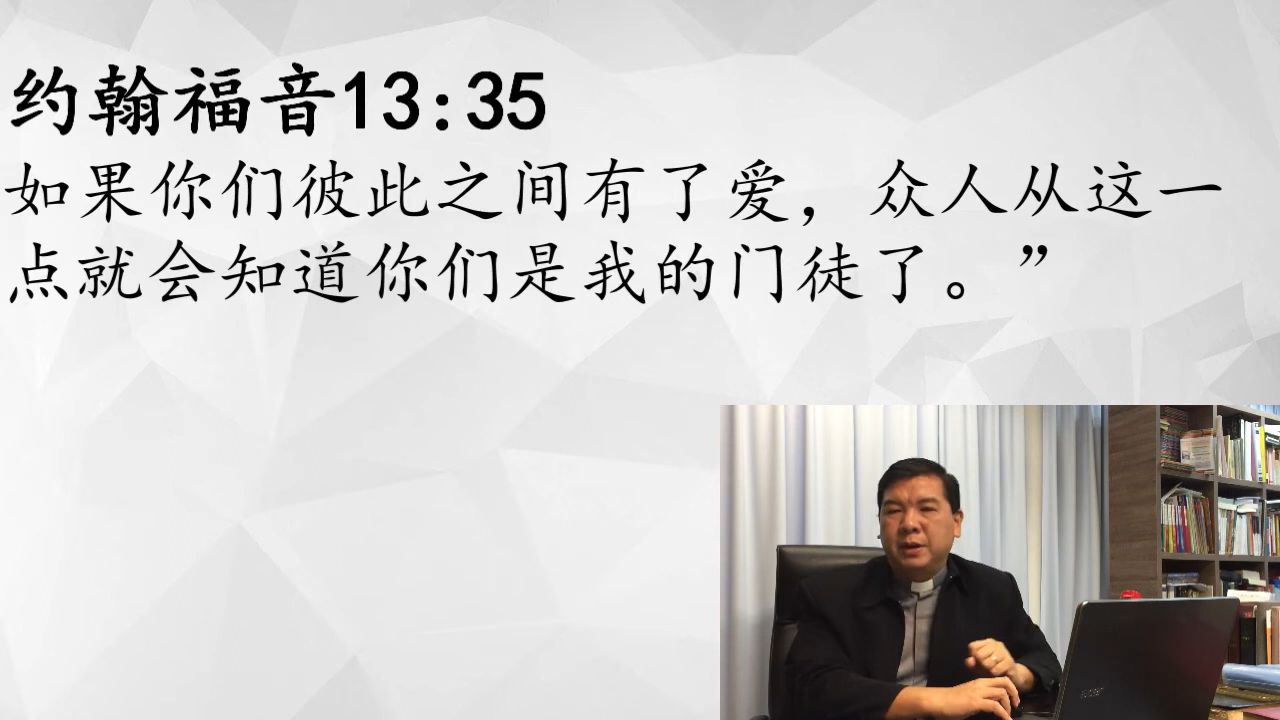 约翰福音13:35
如果你们彼此之间有了爱，众人从这一
点就会知道你们是我的门徒了。”